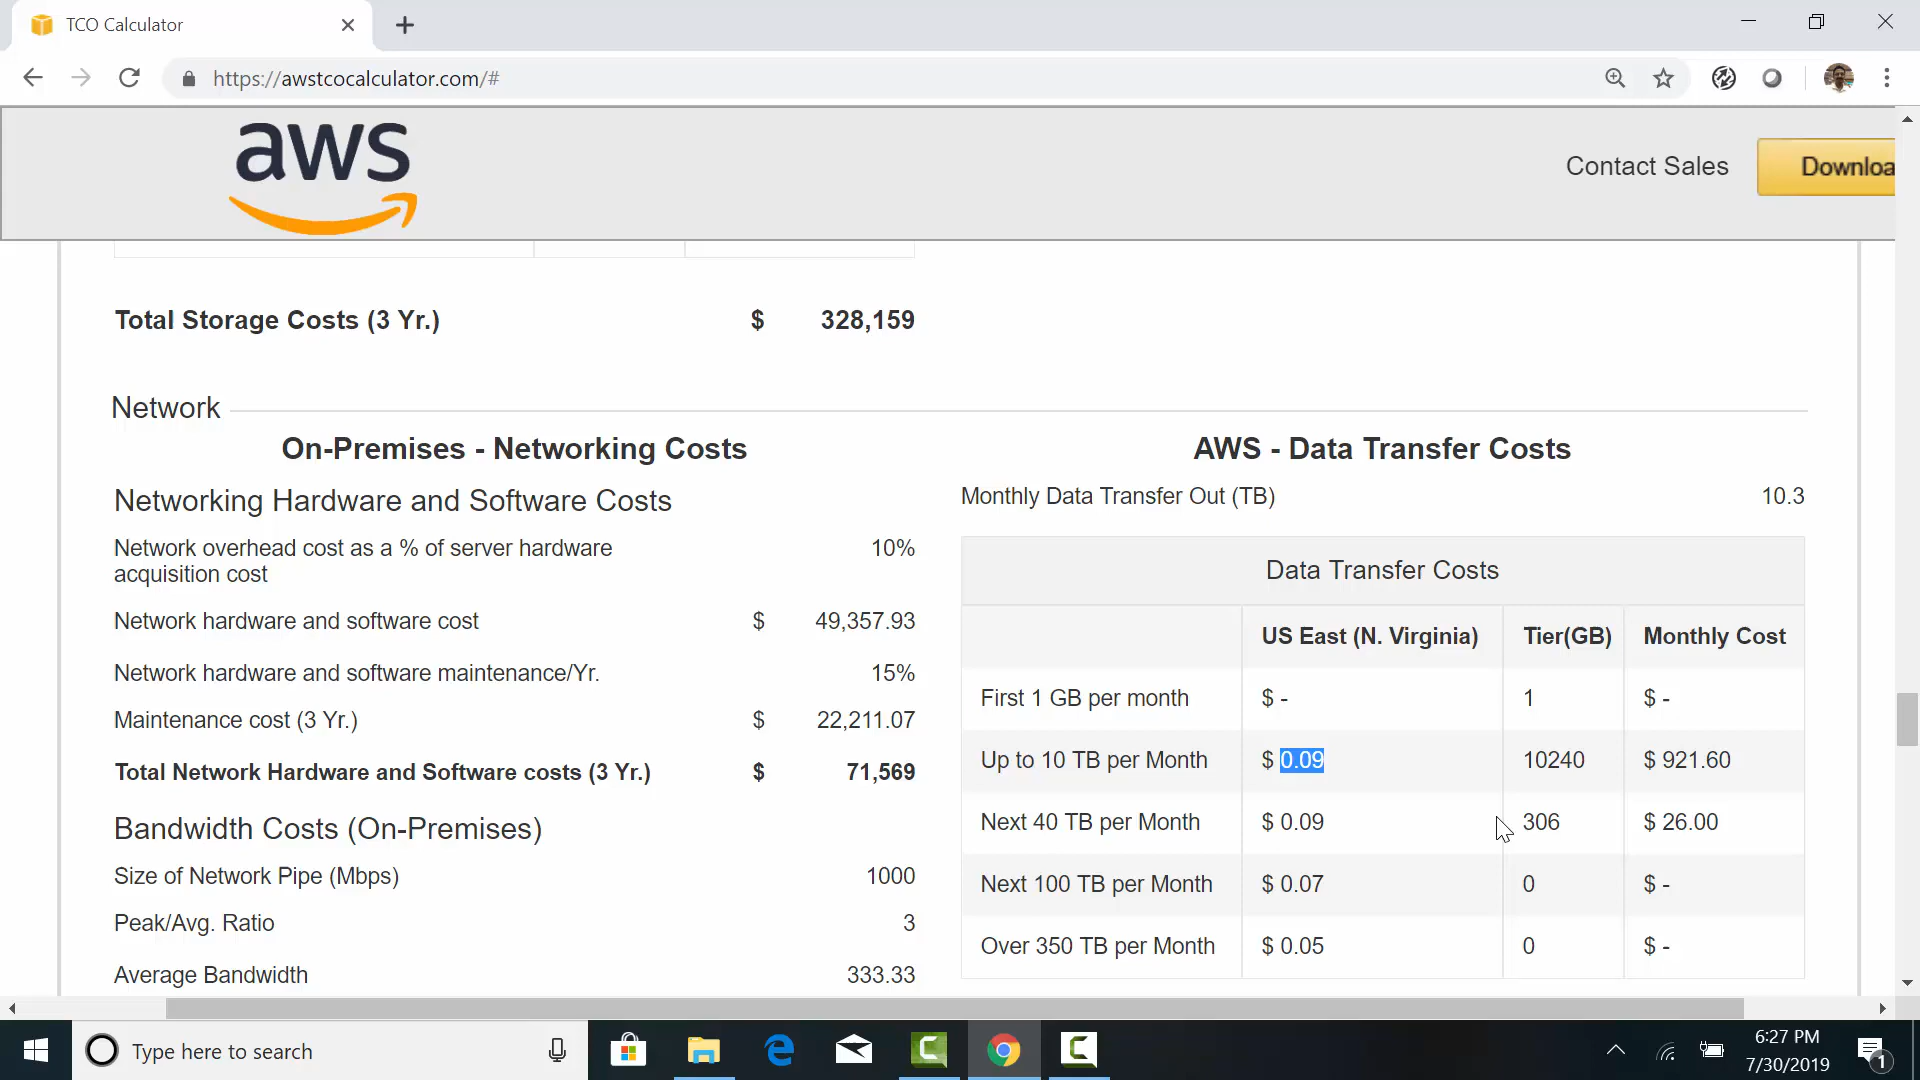 TCO Calculator
https://awstcocalculator.com/#
aws
Contact Sales
Downloa
Total Storage Costs (3 Yr.) $ 328,159
Network
On-Premises - Networking Costs
Networking Hardware and Software Costs
Network overhead cost as a % of server hardware acquisition cost 10%
Network hardware and software cost $ 49,357.93
Network hardware and software maintenance/Yr. 15%
Maintenance cost (3 Yr.) $ 22,211.07
Total Network Hardware and Software costs (3 Yr.) $ 71,569
Bandwidth Costs (On-Premises)
Size of Network Pipe (Mbps) 1000
Peak/Avg. Ratio 3
Average Bandwidth 333.33
AWS - Data Transfer Costs
Monthly Data Transfer Out (TB) 10.3
Data Transfer Costs
US East (N. Virginia) Tier(GB) Monthly Cost
First 1 GB per month $ - 1 $ -
Up to 10 TB per Month $ 0.09 10240 $ 921.60
Next 40 TB per Month $ 0.09 306 $ 26.00
Next 100 TB per Month $ 0.07 0 $ -
Over 350 TB per Month $ 0.05 0 $ -
Type here to search
6:27 PM
7/30/2019
1